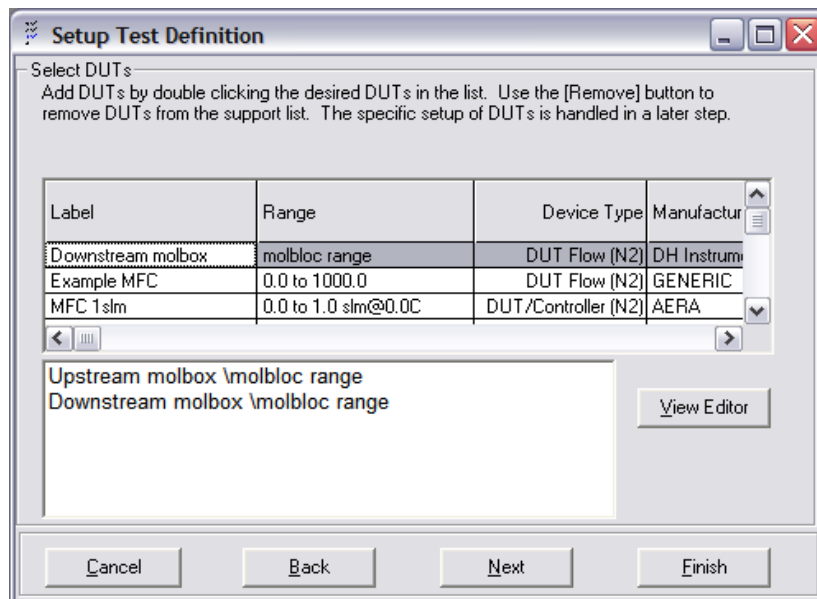 Setup Test Definition
Select DUTs
Add DUTs by double clicking the desired DUTs in the list. Use the [Remove] button to
remove DUTs from the support list. The specific setup of DUTs is handled in a later step.
Label Range Device Type Manufactur
Downstream molbox molbloc range DUT Flow (N2) DH Instrum
Example MFC 0.0 to 1000.0 DUT Flow (N2) GENERIC
MFC 1slm 0.0 to 1.0 slm@0.0C DUT/Controller (N2) AERA
Upstream molbox \molbloc range
Downstream molbox \molbloc range
View Editor
Cancel Back Next Finish